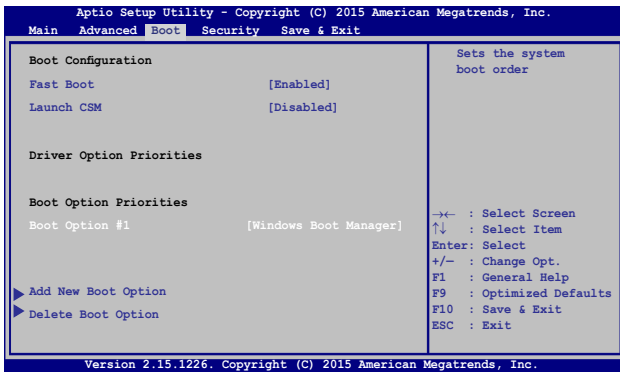 Aptio Setup Utility - Copyright (C) 2015 American Megatrends, Inc.
Main Advanced Boot Security Save & Exit
Boot Configuration
Fast Boot [Enabled]
Launch CSM [Disabled]
Driver Option Priorities
Boot Option Priorities
Boot Option #1 [Windows Boot Manager]
Add New Boot Option
Delete Boot Option
Sets the system
boot order
→← : Select Screen
↑↓ : Select Item
Enter: Select
+/— : Change Opt.
F1 : General Help
F9 : Optimized Defaults
F10 : Save & Exit
ESC : Exit
Version 2.15.1226. Copyright (C) 2015 American Megatrends, Inc.